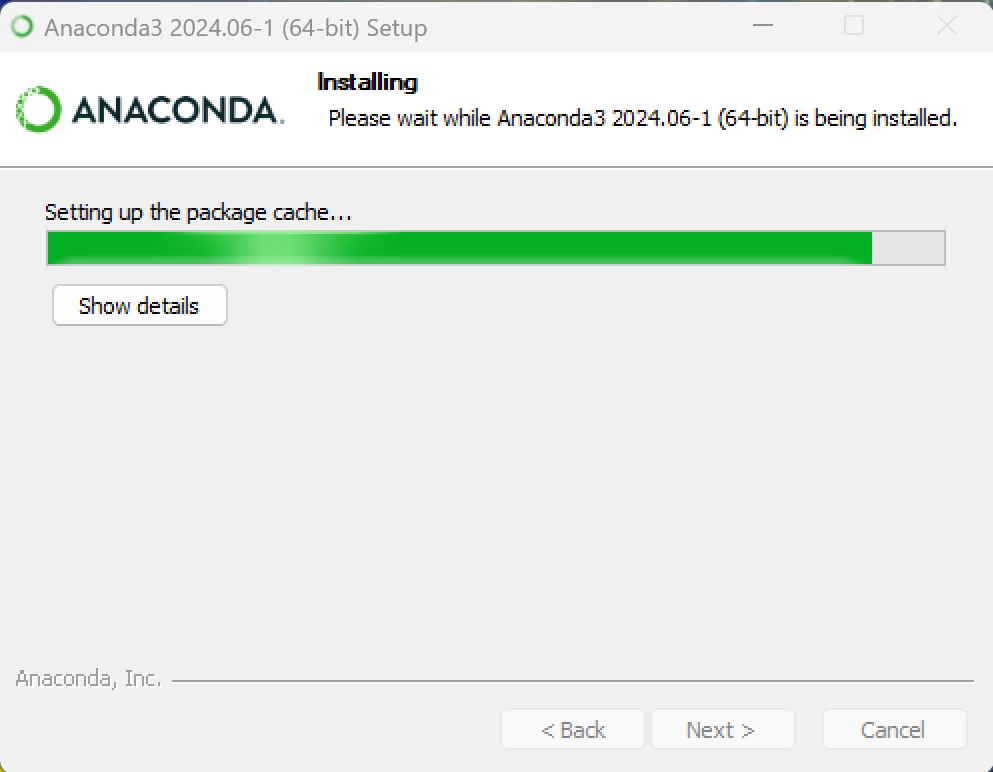 Anaconda3 2024.06-1 (64-bit) Setup
ANACONDA.
Installing
Please wait while Anaconda3 2024.06-1 (64-bit) is being installed.
Setting up the package cache...
Show details
Anaconda, Inc.
< Back
Next >
Cancel